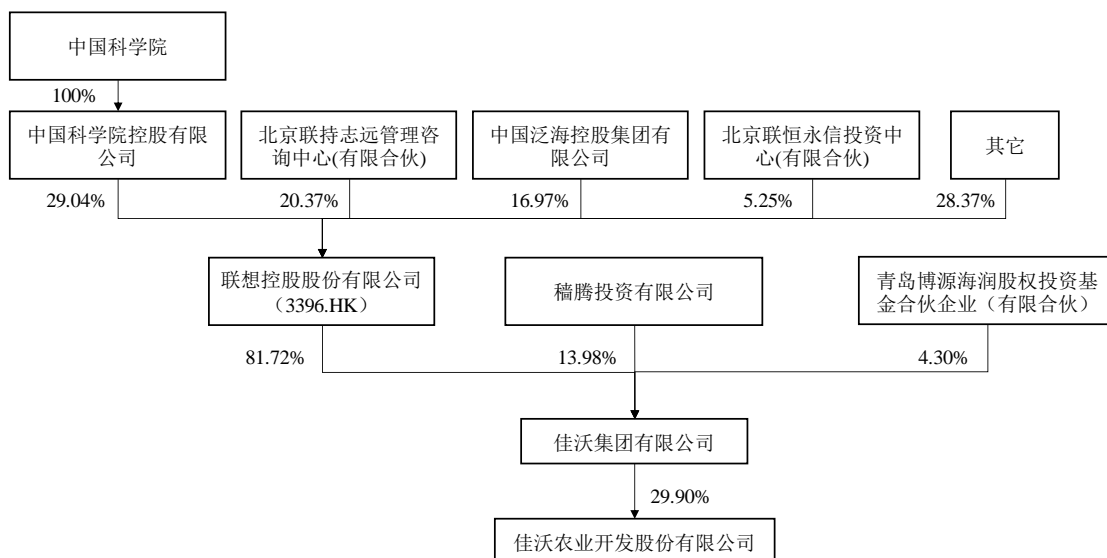 中国科学院
100%
中国科学院控股有限
公司
北京联持志远管理咨
询中心(有限合伙)
中国泛海控股集团有
限公司
北京联恒永信投资中
心(有限合伙)
其它
29.04%
20.37%
16.97%
5.25%
28.37%
联想控股股份有限公司
（3396.HK）
穑腾投资有限公司
青岛博源海润股权投资基
金合伙企业（有限合伙）
81.72%
13.98%
4.30%
佳沃集团有限公司
29.90%
佳沃农业开发股份有限公司